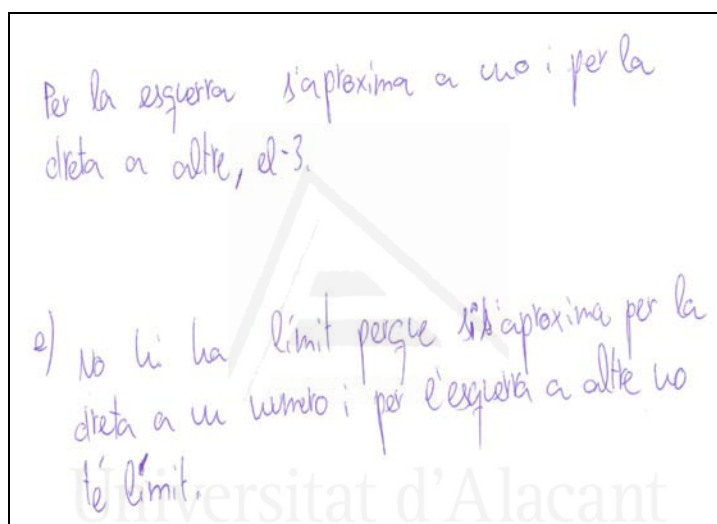 Per la esquerra s'aproxima a uno i per la
dreta a altre, el -3.
e) No hi ha límit perque si s'aproxima per la
dreta a un numero i per l'esquerra a altre no
té límit.
Universitat d'Alacant